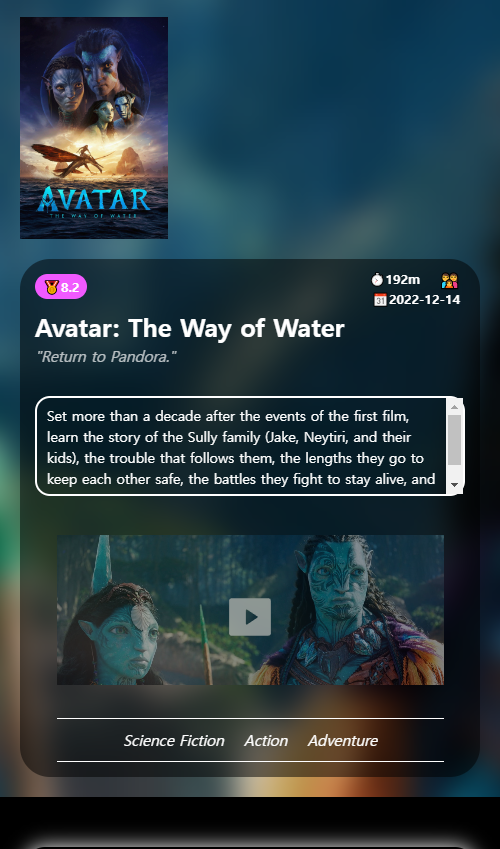 AVATAR
THE WAY OF WATER
8.2
192m
2022-12-14
Avatar: The Way of Water
"Return to Pandora."
Set more than a decade after the events of the first film,
learn the story of the Sully family (Jake, Neytiri, and their
kids), the trouble that follows them, the lengths they go to
keep each other safe, the battles they fight to stay alive, and
Science Fiction Action Adventure